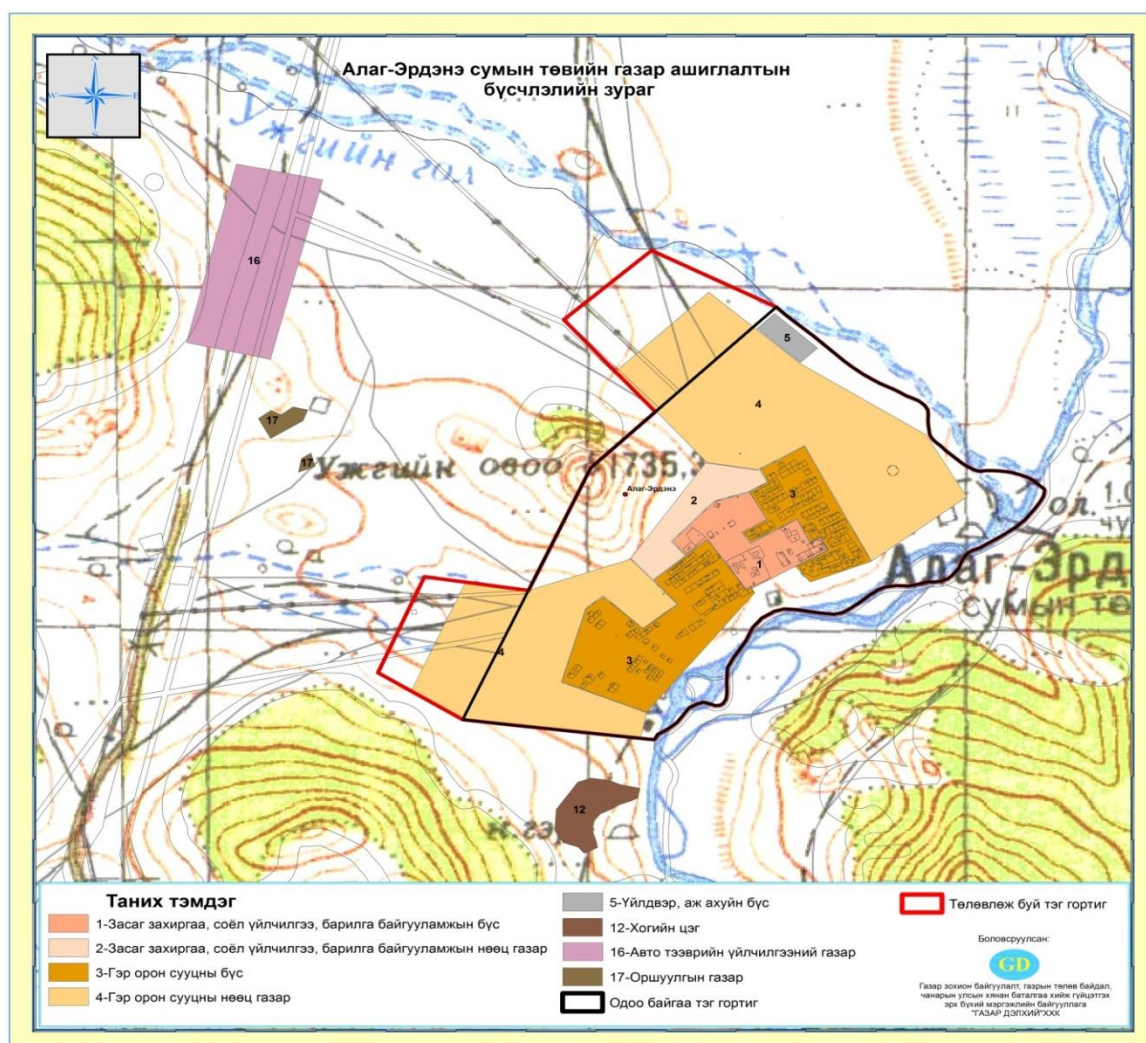 Алаг-Эрдэнэ сумын төвийн газар ашиглалтын
бүсчлэлийн зураг
N
W
E
S
Ужгийн гол
16
5
4
17
17
Ужгийн овоо
1735,3
Алаг-Эрдэнэ
2
3
1
ол.
Алаг-Эрд
сумын тө
4
3
12
Таних тэмдэг
1-Засаг захиргаа, соёл үйлчилгээ, барилга байгууламжын бүс
2-Засаг захиргаа, соёл үйлчилгээ, барилга байгууламжын нөөц газар
3-Гэр орон сууцны бүс
4-Гэр орон сууцны нөөц газар
5-Үйлдвэр, аж ахуйн бүс
12-Хогийн цэг
16-Авто тээврийн үйлчилгээний газар
17-Оршуулгын газар
Одоо байгаа тэг гортиг
Төлөвлөж буй тэг гортиг
Боловсруулсан:
GD
Газар зохион байгуулалт, газрын төлөв байдал,
чанарын улсын хянан баталгаа хийж гүйцэтгэх
эрх бүхий мэргэжлийн байгууллага
"ГАЗАР ДЭЛХИЙ"ХХК